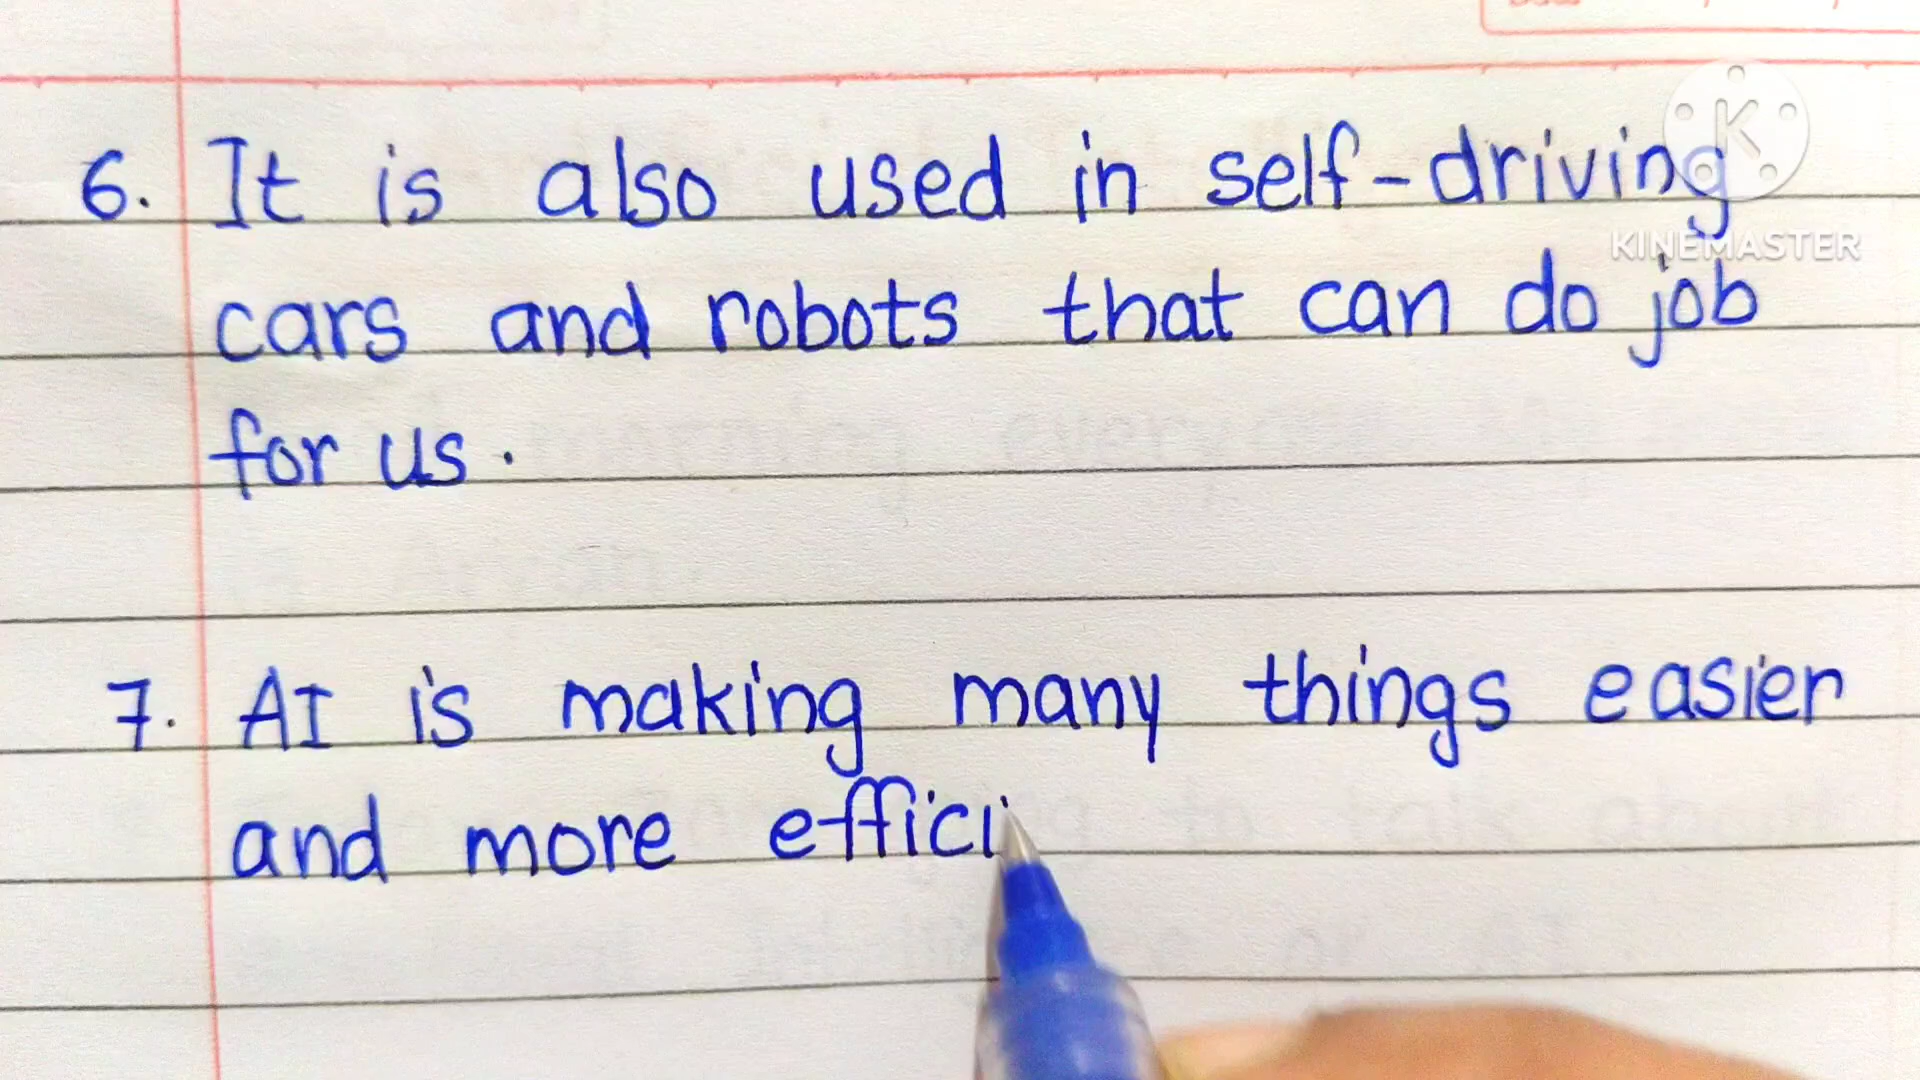 6. It is also used in self-driving
KINEMASTER
cars and robots that can do job
for us.
7. AI is making many things easier
and more effici